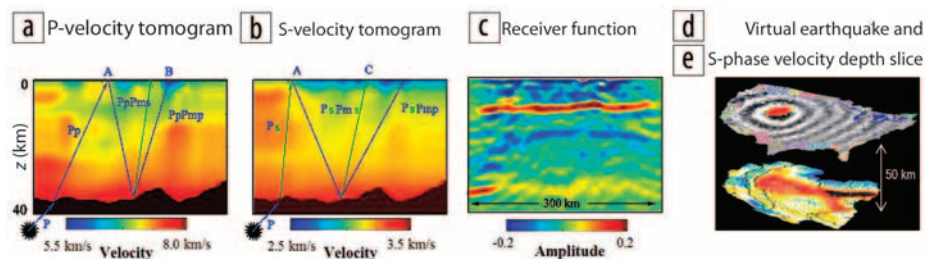 a P-velocity tomogram
b S-velocity tomogram
c Receiver function
d Virtual earthquake and
e S-phase velocity depth slice
A
B
PpPms
PpPmp
Pp
P
0
z (km)
40
5.5 km/s
8.0 km/s
Velocity
A
C
Ps
PsPms
PsPmp
P
2.5 km/s
3.5 km/s
Velocity
300 km
-0.2
0.2
Amplitude
50 km